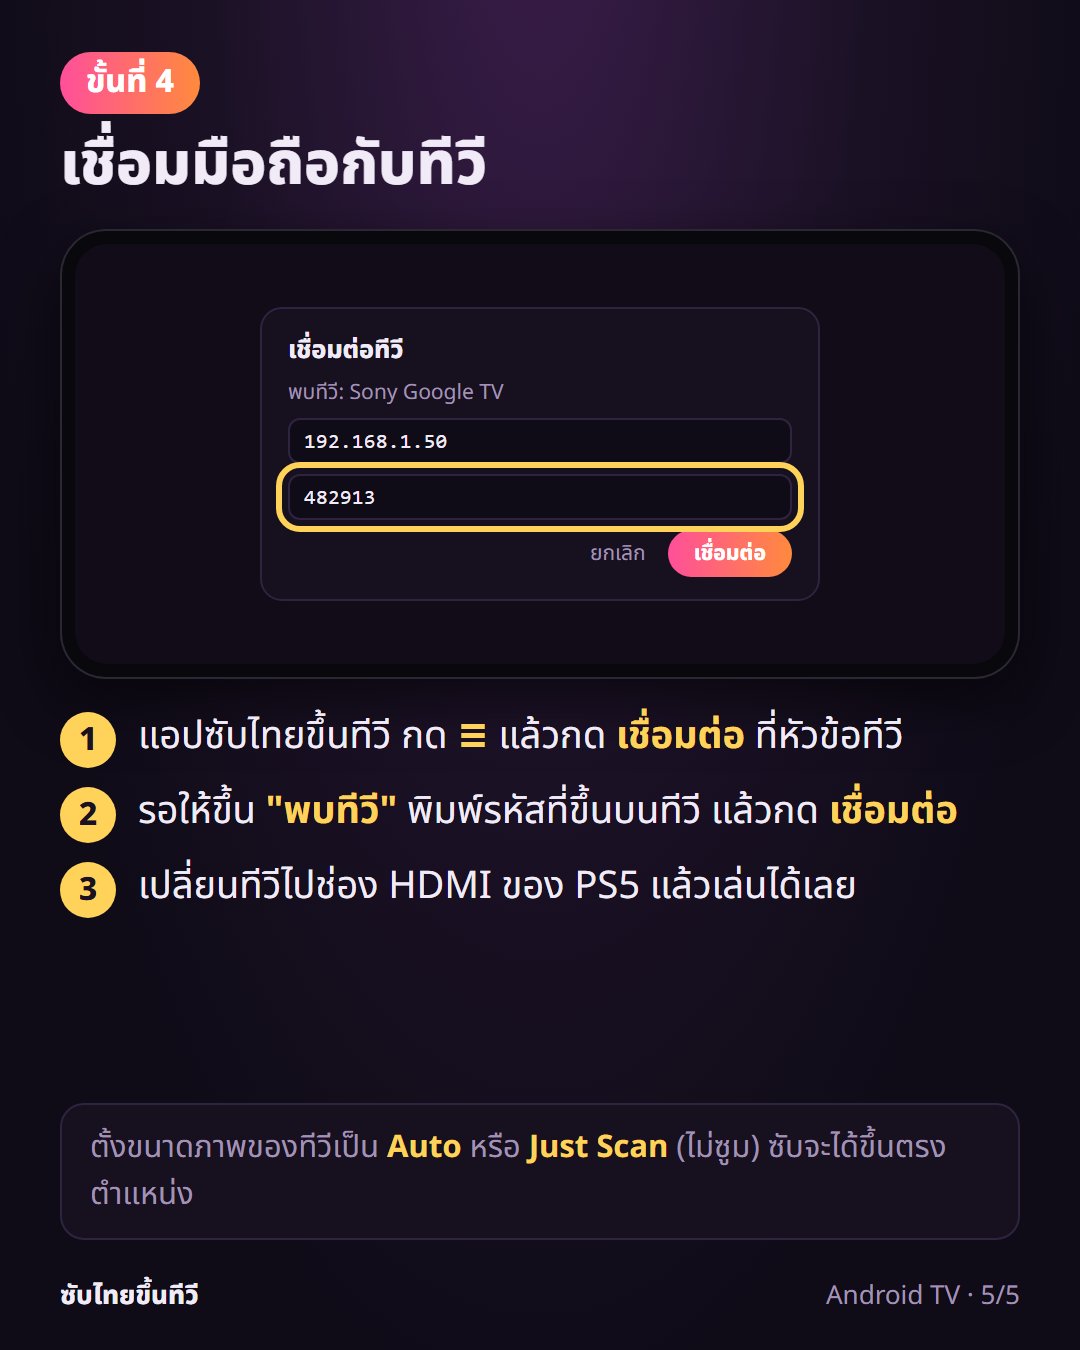 ขั้นที่ 4
เชื่อมมือถือกับทีวี
เชื่อมต่อทีวี
พบทีวี: Sony Google TV
192.168.1.50
482913
ยกเลิก เชื่อมต่อ
1 แอปซับไทยขึ้นทีวี กด ☰ แล้วกด เชื่อมต่อ ที่หัวข้อทีวี
2 รอให้ขึ้น "พบทีวี" พิมพ์รหัสที่ขึ้นบนทีวี แล้วกด เชื่อมต่อ
3 เปลี่ยนทีวีไปช่อง HDMI ของ PS5 แล้วเล่นได้เลย
ตั้งขนาดภาพของทีวีเป็น Auto หรือ Just Scan (ไม่ซูม) ซับจะได้ขึ้นตรง
ตำแหน่ง
ซับไทยขึ้นทีวี
Android TV · 5/5